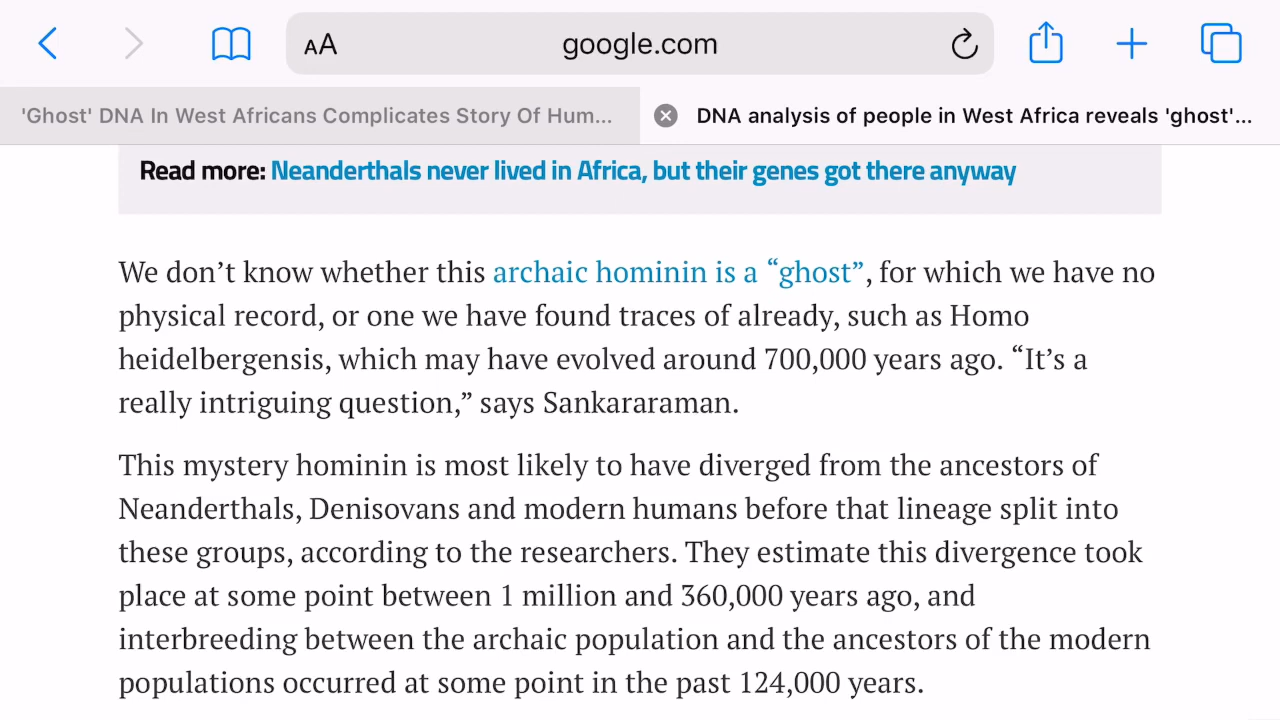 AA google.com
'Ghost' DNA In West Africans Complicates Story Of Hum...
DNA analysis of people in West Africa reveals 'ghost'...
Read more: Neanderthals never lived in Africa, but their genes got there anyway
We don’t know whether this archaic hominin is a “ghost”, for which we have no
physical record, or one we have found traces of already, such as Homo
heidelbergensis, which may have evolved around 700,000 years ago. “It’s a
really intriguing question,” says Sankararaman.
This mystery hominin is most likely to have diverged from the ancestors of
Neanderthals, Denisovans and modern humans before that lineage split into
these groups, according to the researchers. They estimate this divergence took
place at some point between 1 million and 360,000 years ago, and
interbreeding between the archaic population and the ancestors of the modern
populations occurred at some point in the past 124,000 years.